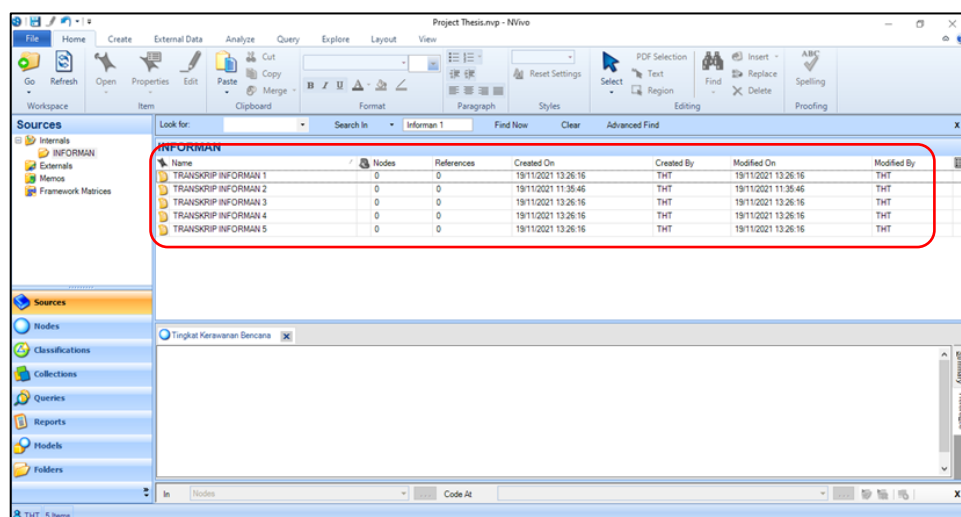 Project Thesis.nvp - NVivo
File Home Create External Data Analyze Query Explore Layout View
Go Refresh Open Properties Edit Paste Cut Copy Merge
B I U A
Reset Settings
Select PDF Selection Text Region Find Insert Replace Delete
ABC Spelling
Workspace Item Clipboard Format Paragraph Styles Editing Proofing
Sources
Look for: Search In Informan 1 Find Now Clear Advanced Find X
Internals
INFORMAN
Externals
Memos
Framework Matrices
INFORMAN
Name Nodes References Created On Created By Modified On Modified By
TRANSKRIP INFORMAN 1 0 0 19/11/2021 13:26:16 THT 19/11/2021 13:26:16 THT
TRANSKRIP INFORMAN 2 0 0 19/11/2021 11:35:46 THT 19/11/2021 11:35:46 THT
TRANSKRIP INFORMAN 3 0 0 19/11/2021 13:26:16 THT 19/11/2021 13:26:16 THT
TRANSKRIP INFORMAN 4 0 0 19/11/2021 13:26:16 THT 19/11/2021 13:26:16 THT
TRANSKRIP INFORMAN 5 0 0 19/11/2021 13:26:16 THT 19/11/2021 13:26:16 THT
Sources
Nodes
Classifications
Collections
Queries
Reports
Models
Folders
Tingkat Kerawanan Bencana
In Nodes Code At X
THT 5 Items